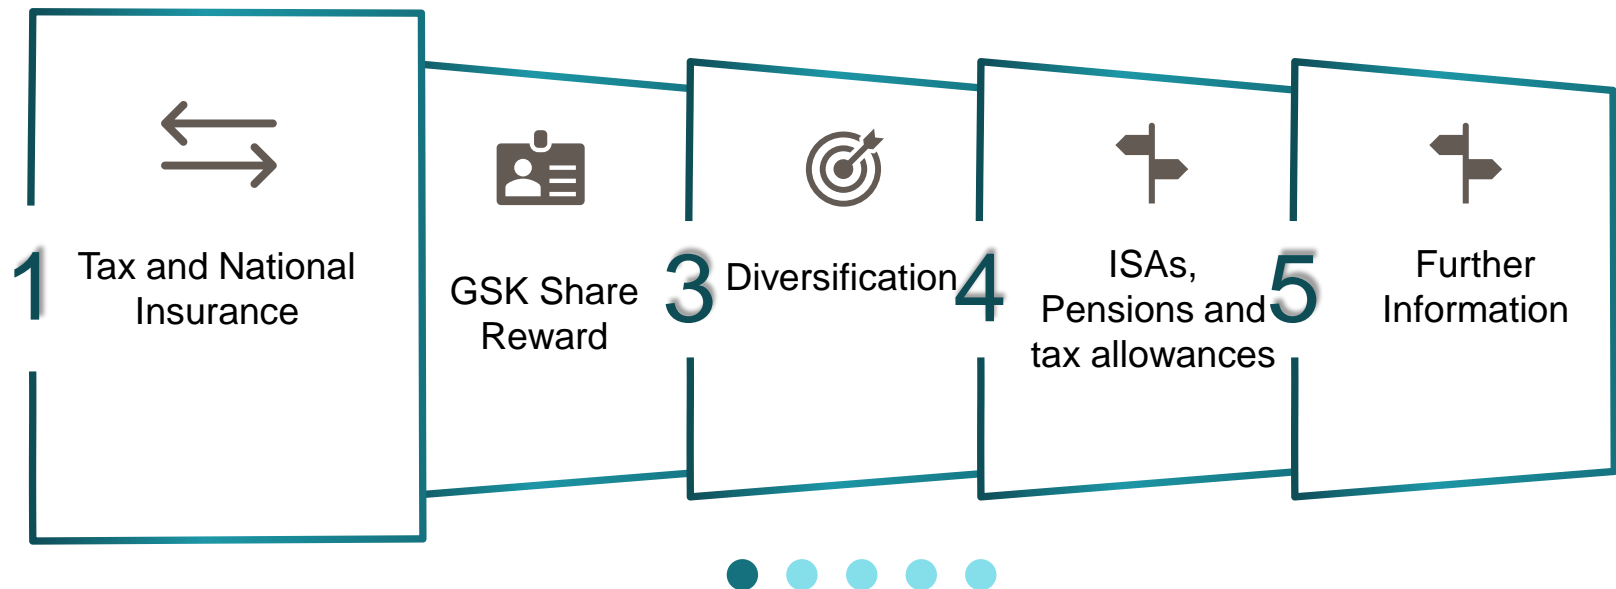 1
Tax and National
Insurance
GSK Share
Reward
3
Diversification
4
ISAs,
Pensions and
tax allowances
5
Further
Information